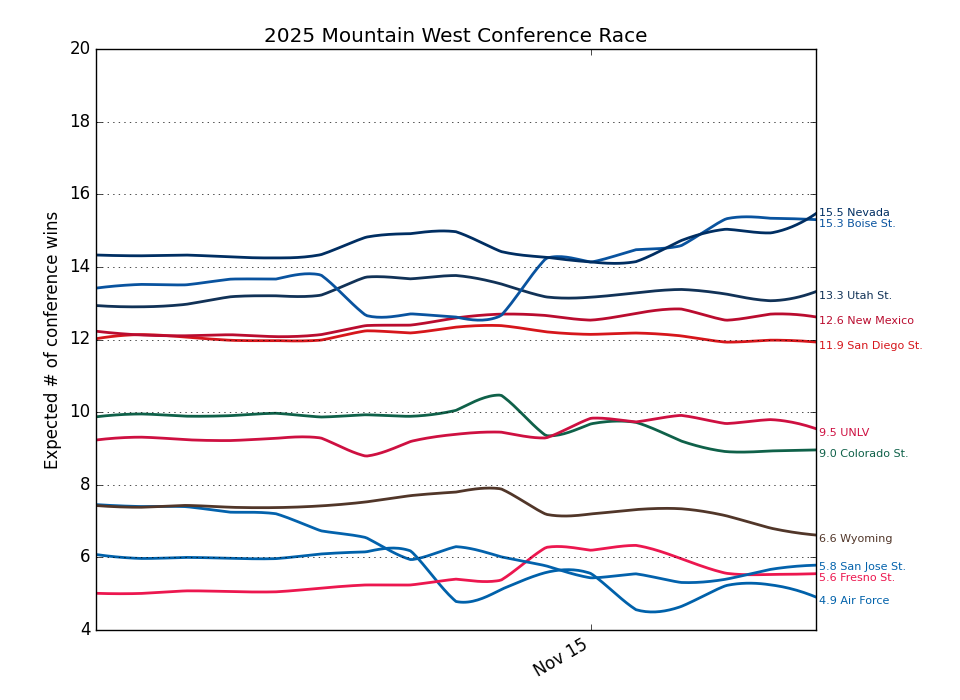 2025 Mountain West Conference Race
Expected # of conference wins
20
18
16
14
12
10
8
6
4
15.5 Nevada
15.3 Boise St.
13.3 Utah St.
12.6 New Mexico
11.9 San Diego St.
9.5 UNLV
9.0 Colorado St.
6.6 Wyoming
5.8 San Jose St.
5.6 Fresno St.
4.9 Air Force
Nov 15